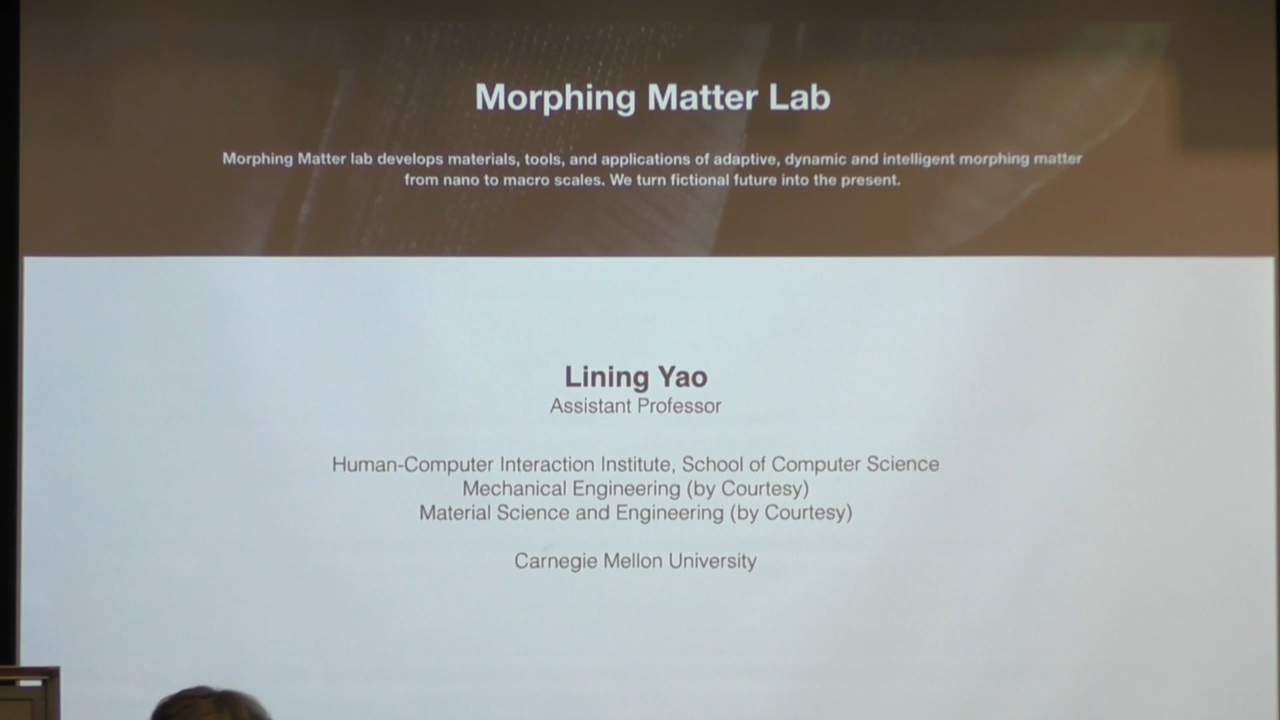 Morphing Matter Lab
Morphing Matter lab develops materials, tools, and applications of adaptive, dynamic and intelligent morphing matter
from nano to macro scales. We turn fictional future into the present.
Lining Yao
Assistant Professor
Human-Computer Interaction Institute, School of Computer Science
Mechanical Engineering (by Courtesy)
Material Science and Engineering (by Courtesy)
Carnegie Mellon University